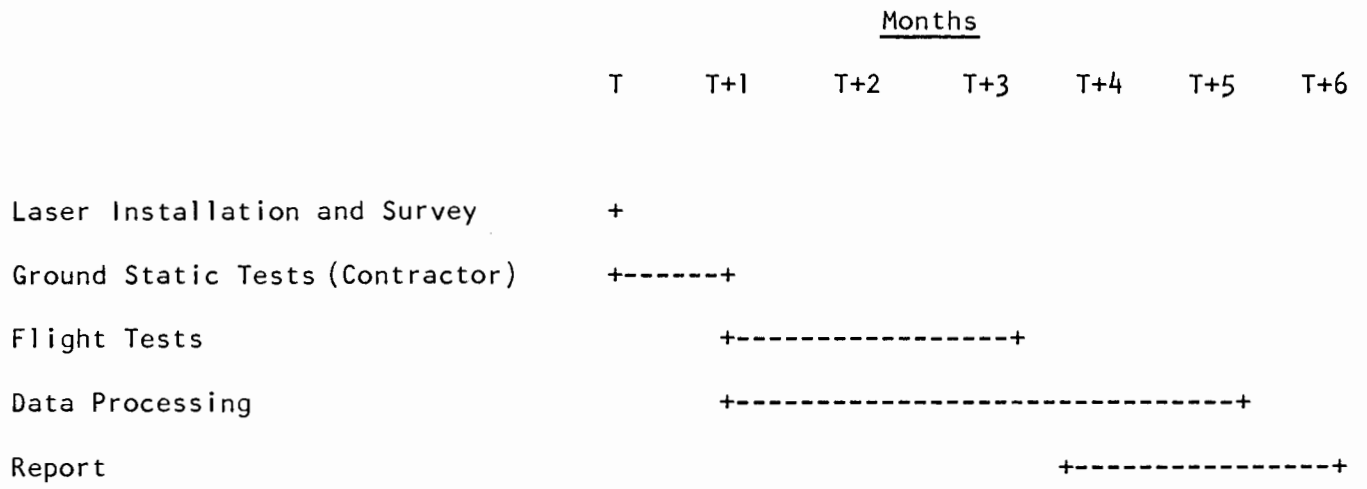 Months
T T+1 T+2 T+3 T+4 T+5 T+6
Laser Installation and Survey +
Ground Static Tests (Contractor) +------+
Flight Tests +-----------------+
Data Processing +-------------------------------+
Report +----------------+